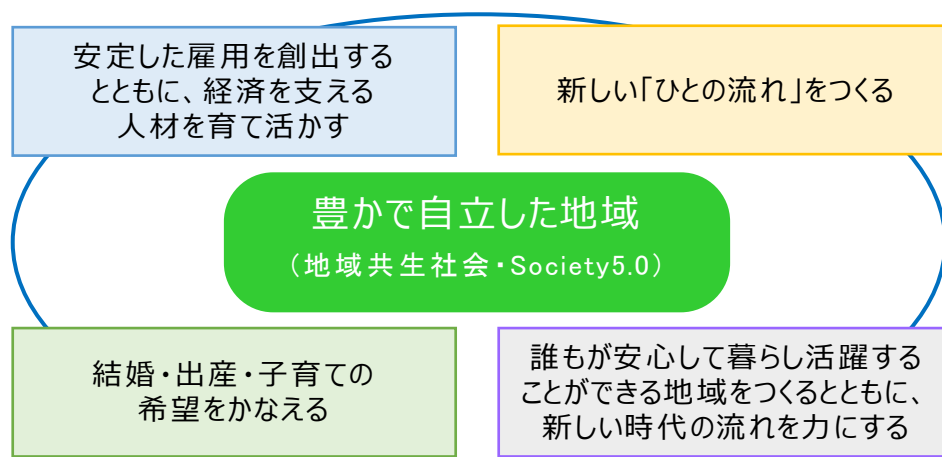 安定した雇用を創出する
とともに、経済を支える
人材を育て活かす
新しい「ひとの流れ」をつくる
豊かで自立した地域
（地域共生社会・Society5.0）
結婚・出産・子育ての
希望をかなえる
誰もが安心して暮らし活躍する
ことができる地域をつくるとともに、
新しい時代の流れを力にする